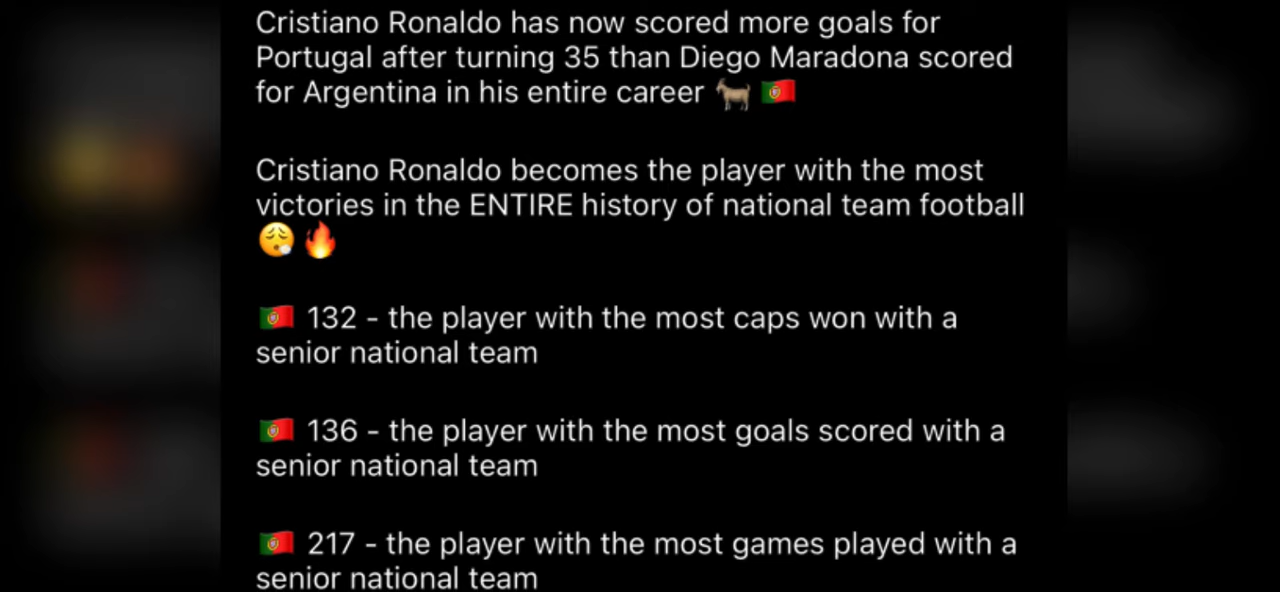 Cristiano Ronaldo has now scored more goals for
Portugal after turning 35 than Diego Maradona scored
for Argentina in his entire career 🐐 🇵🇹
Cristiano Ronaldo becomes the player with the most
victories in the ENTIRE history of national team football
😮‍💨 🔥
🇵🇹 132 - the player with the most caps won with a
senior national team
🇵🇹 136 - the player with the most goals scored with a
senior national team
🇵🇹 217 - the player with the most games played with a
senior national team